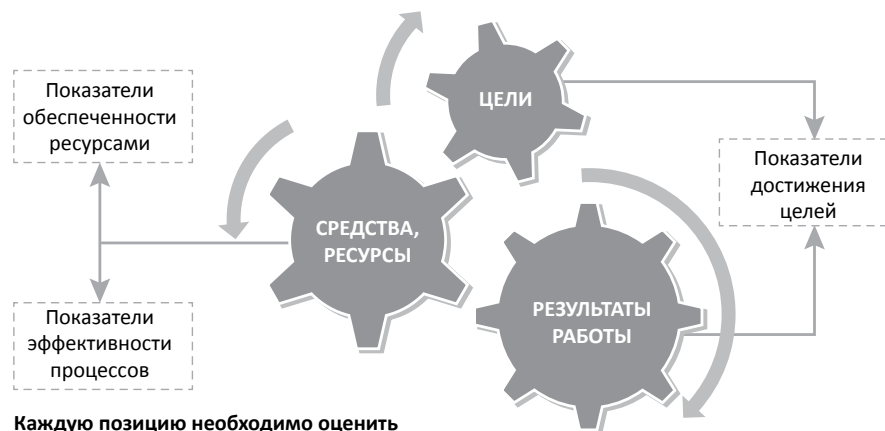 Показатели
обеспеченности
ресурсами
ЦЕЛИ
Показатели
достижения
целей
СРЕДСТВА,
РЕСУРСЫ
РЕЗУЛЬТАТЫ
РАБОТЫ
Показатели
эффективности
процессов
Каждую позицию необходимо оценить